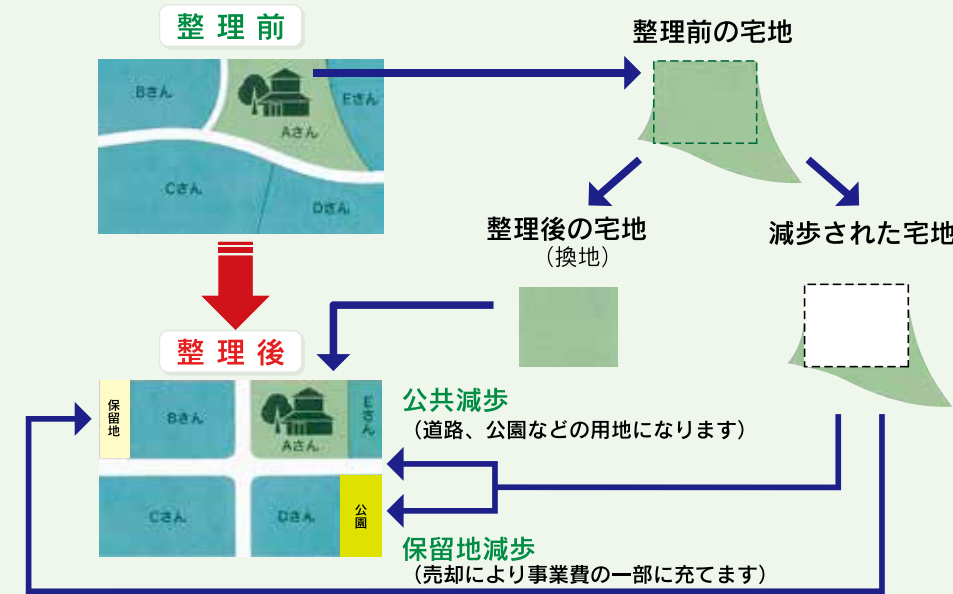 整理前
整理前の宅地
Bさん
Eさん
Aさん
Cさん
Dさん
整理後の宅地
（換地）
減歩された宅地
整理後
保留地
Bさん
Aさん
Eさん
公共減歩
（道路、公園などの用地になります）
Cさん
Dさん
公園
保留地減歩
（売却により事業費の一部に充てます）